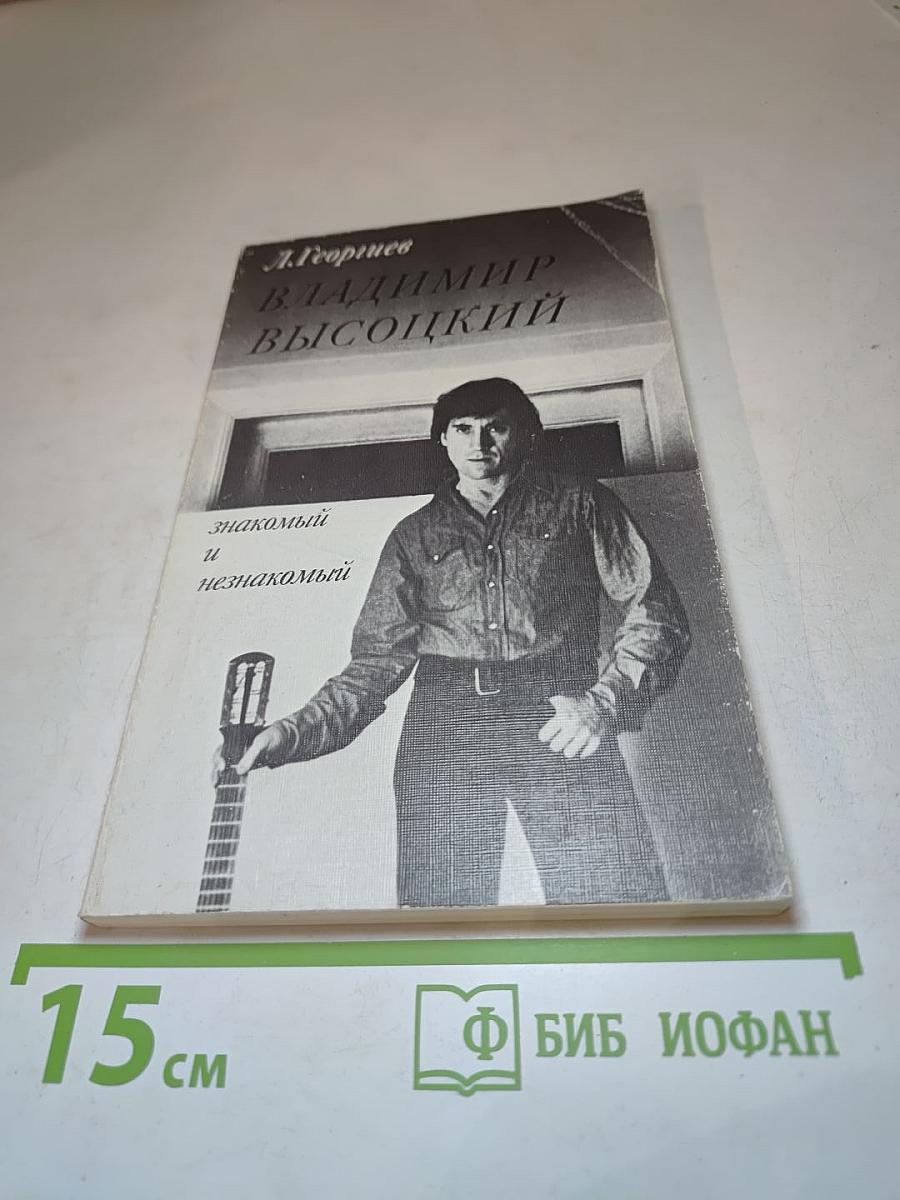 Л.Георгиев
ВЛАДИМИР
ВЫСОЦКИЙ
знакомый
и
незнакомый
15 см
Ф БИБ ИОФАН